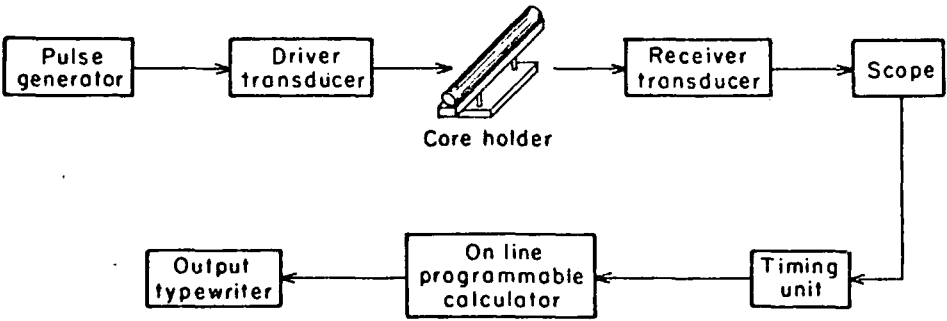 Pulse
generator
Driver
transducer
Core holder
Receiver
transducer
Scope
Timing
unit
On line
programmable
calculator
Output
typewriter